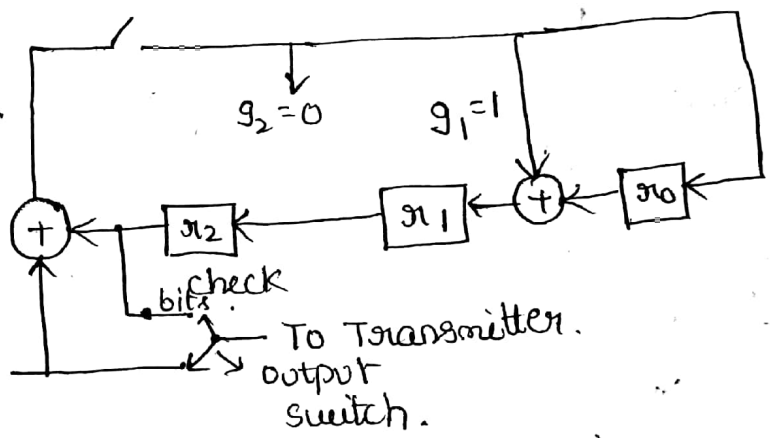 g₂=0
g₁=1
r₀
+
r₁
+
r₂
check
bits.
To Transmitter.
output
switch.